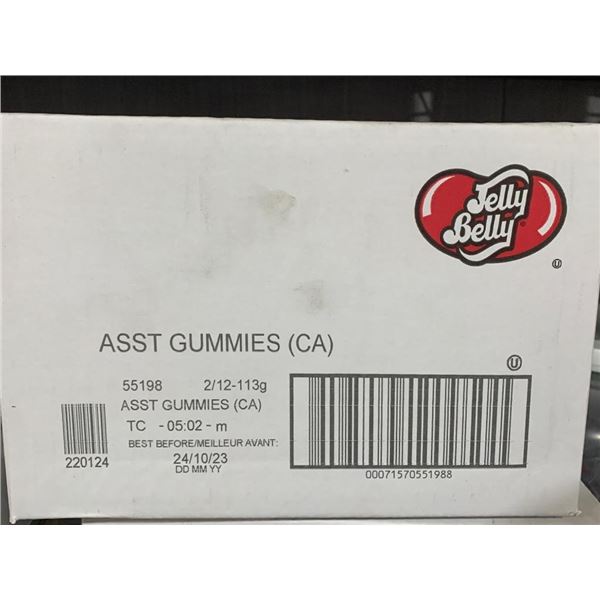 Jelly
Belly
U
ASST GUMMIES (CA)
U
55198 2/12-113g
ASST GUMMIES (CA)
TC - 05:02 - m
BEST BEFORE/MEILLEUR AVANT:
24/10/23
DD MM YY
220124
00071570551988